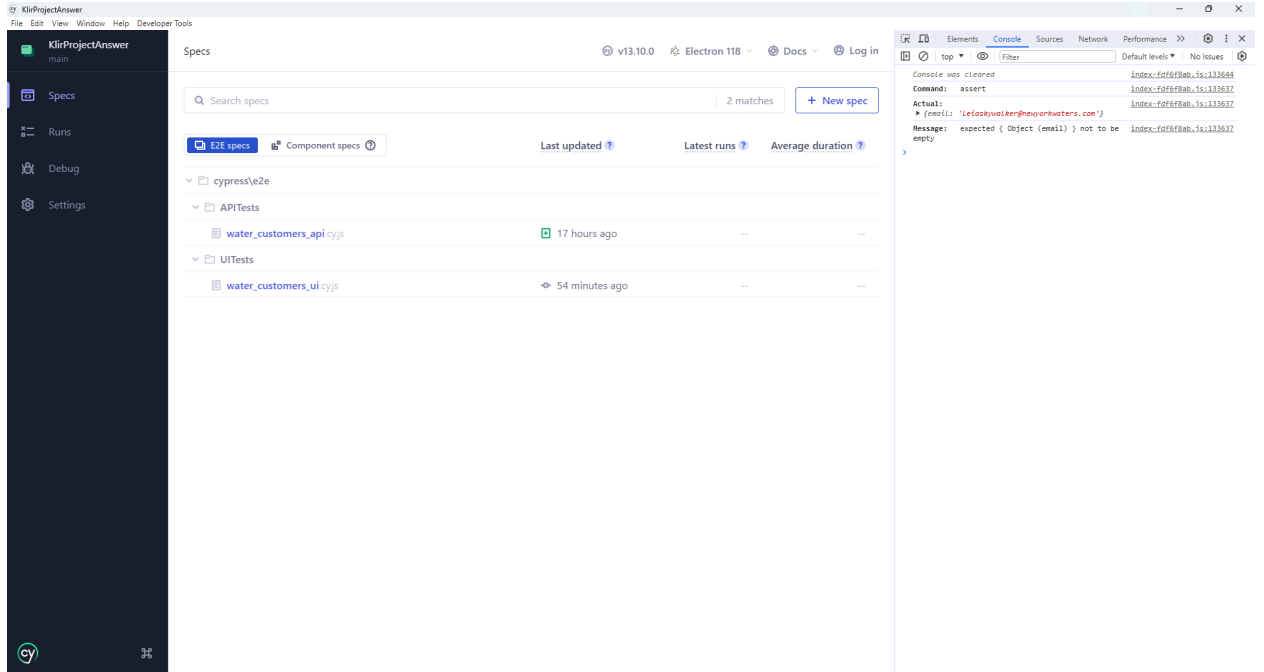 KlirProjectAnswer
File Edit View Window Help Developer Tools
KlirProjectAnswer
main
Specs
Runs
Debug
Settings
cy
Specs
v13.10.0 Electron 118 Docs Log in
Search specs 2 matches + New spec
E2E specs Component specs Last updated ? Latest runs ? Average duration ?
cypress\e2e
APITests
water_customers_api.cy.js 17 hours ago -- --
UITests
water_customers_ui.cy.js 54 minutes ago -- --
Elements Console Sources Network Performance
top Filter Default levels No Issues
Console was cleared index-fdf6f8ab.js:133644
Command: assert index-fdf6f8ab.js:133637
Actual: index-fdf6f8ab.js:133637
{email: 'leiaskywalker@newyorkwaters.com'}
Message: expected { Object (email) } not to be index-fdf6f8ab.js:133637
empty